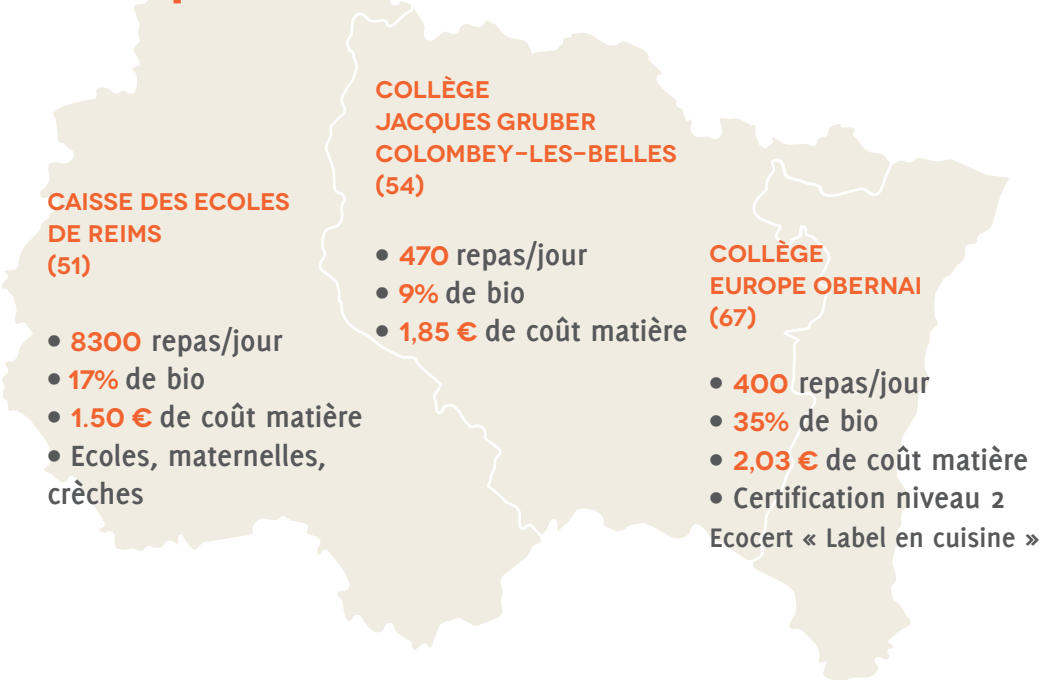 CAISSE DES ECOLES
DE REIMS
(51)
• 8300 repas/jour
• 17% de bio
• 1.50 € de coût matière
• Ecoles, maternelles,
crèches
COLLÈGE
JACQUES GRUBER
COLOMBEY-LES-BELLES
(54)
• 470 repas/jour
• 9% de bio
• 1,85 € de coût matière
COLLÈGE
EUROPE OBERNAI
(67)
• 400 repas/jour
• 35% de bio
• 2,03 € de coût matière
• Certification niveau 2
Ecocert « Label en cuisine »